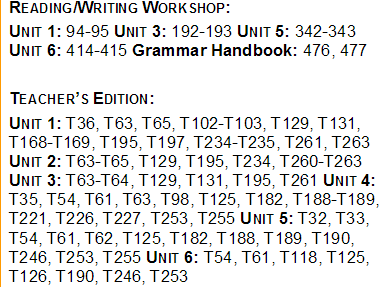 READING/WRITING WORKSHOP:
UNIT 1: 94-95 UNIT 3: 192-193 UNIT 5: 342-343
UNIT 6: 414-415 Grammar Handbook: 476, 477
TEACHER'S EDITION:
UNIT 1: T36, T63, T65, T102-T103, T129, T131,
T168-T169, T195, T197, T234-T235, T261, T263
UNIT 2: T63-T65, T129, T195, T234, T260-T263
UNIT 3: T63-T64, T129, T131, T195, T261 UNIT 4:
T35, T54, T61, T63, T98, T125, T182, T188-T189,
T221, T226, T227, T253, T255 UNIT 5: T32, T33,
T54, T61, T62, T125, T182, T188, T189, T190,
T246, T253, T255 UNIT 6: T54, T61, T118, T125,
T126, T190, T246, T253